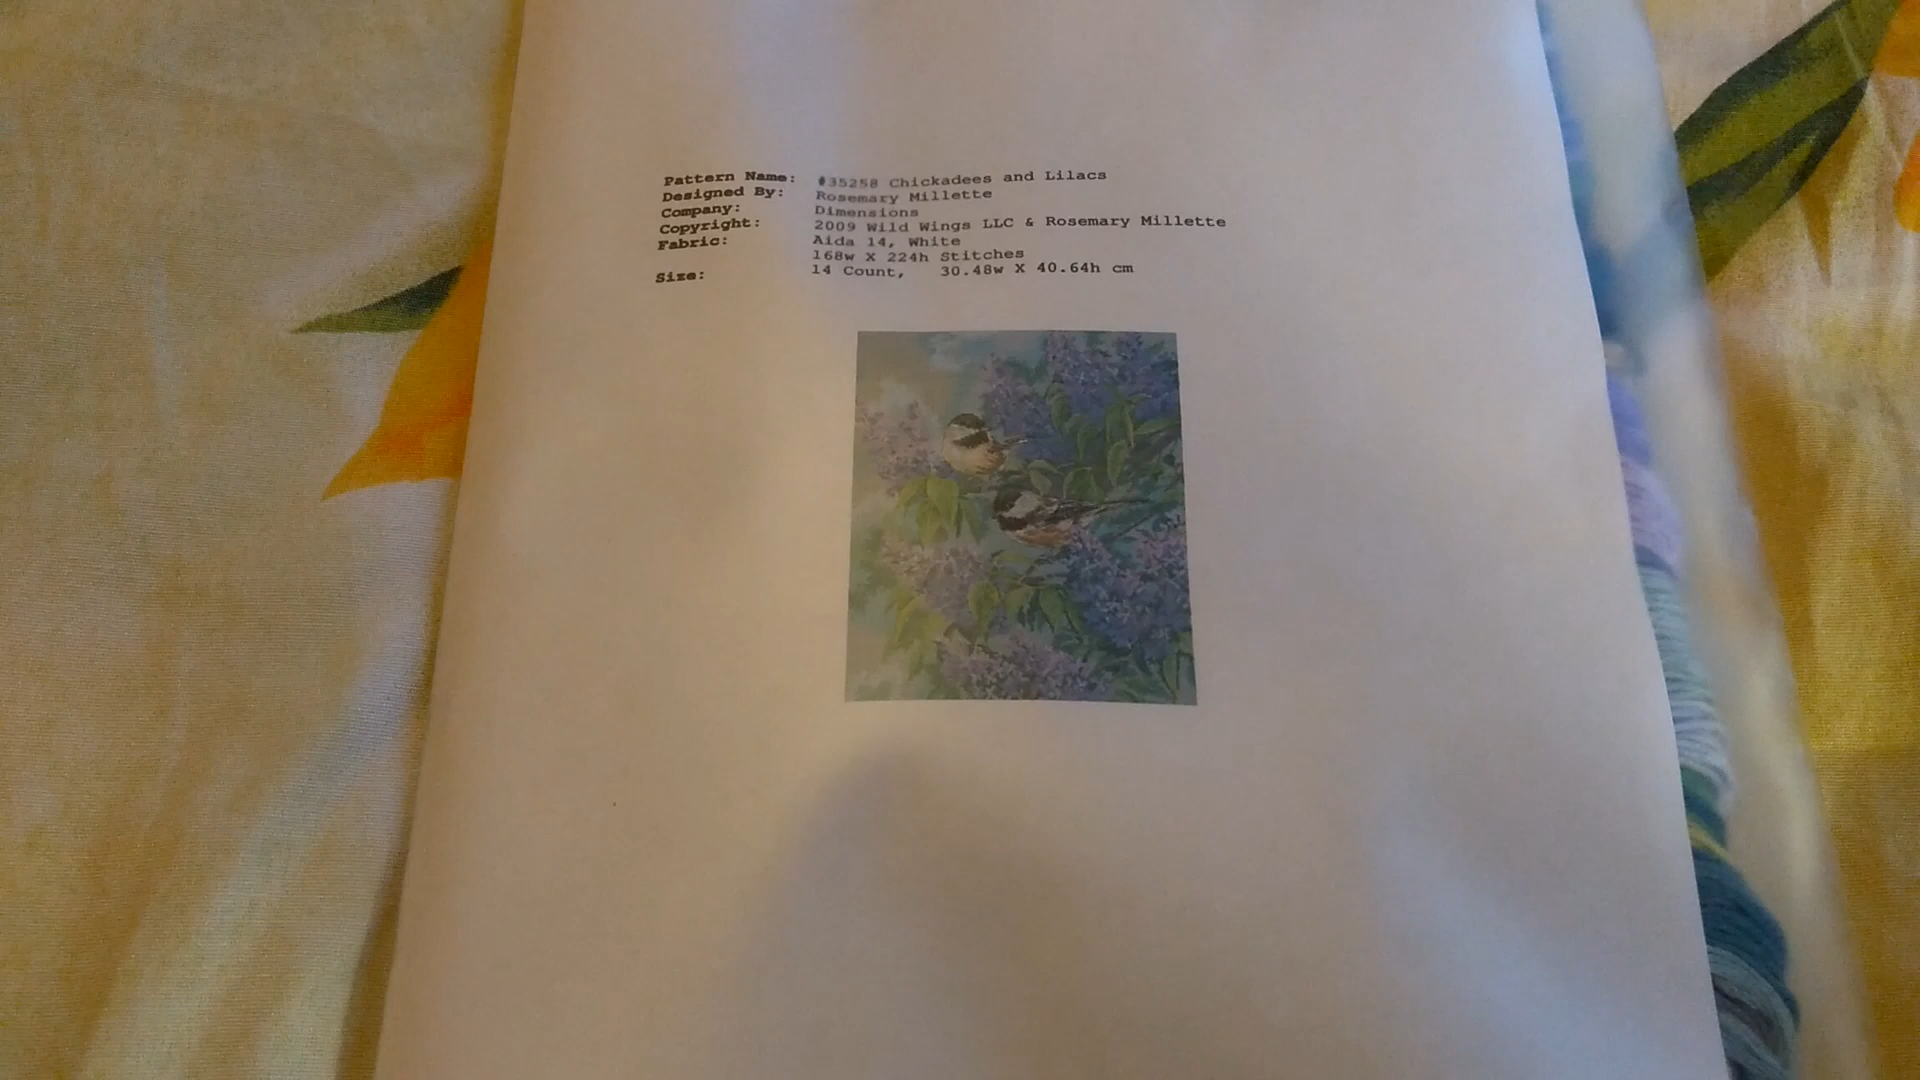 Pattern Name: #35258 Chickadees and Lilacs
Designed By: Rosemary Millette
Company: Dimensions
Copyright: 2009 Wild Wings LLC & Rosemary Millette
Fabric: Aida 14, White
168w X 224h Stitches
Size: 14 Count, 30.48w X 40.64h cm